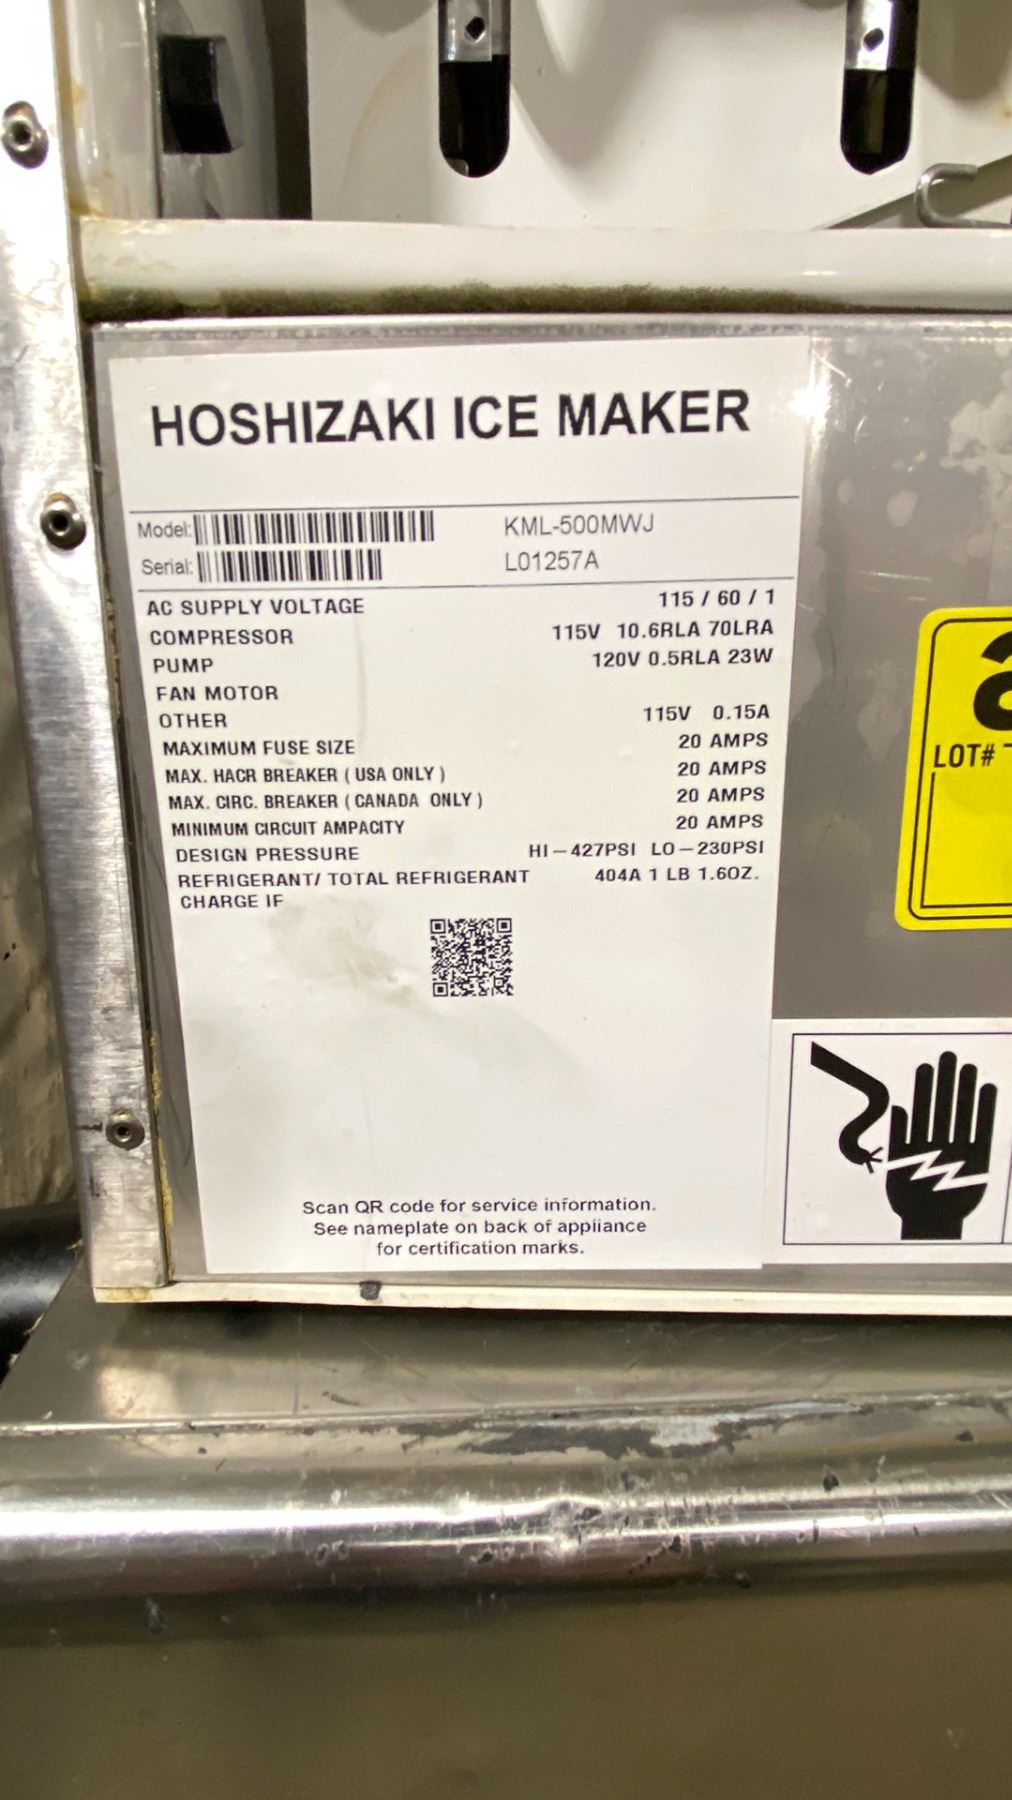 HOSHIZAKI ICE MAKER
Model: KML-500MWJ
Serial: L01257A
AC SUPPLY VOLTAGE 115 / 60 / 1
COMPRESSOR 115V 10.6RLA 70LRA
PUMP 120V 0.5RLA 23W
FAN MOTOR
OTHER 115V 0.15A
MAXIMUM FUSE SIZE 20 AMPS
MAX. HACR BREAKER ( USA ONLY ) 20 AMPS
MAX. CIRC. BREAKER ( CANADA ONLY ) 20 AMPS
MINIMUM CIRCUIT AMPACITY 20 AMPS
DESIGN PRESSURE HI-427PSI LO-230PSI
REFRIGERANT/ TOTAL REFRIGERANT 404A 1 LB 1.6OZ.
CHARGE IF
LOT#
Scan QR code for service information.
See nameplate on back of appliance
for certification marks.